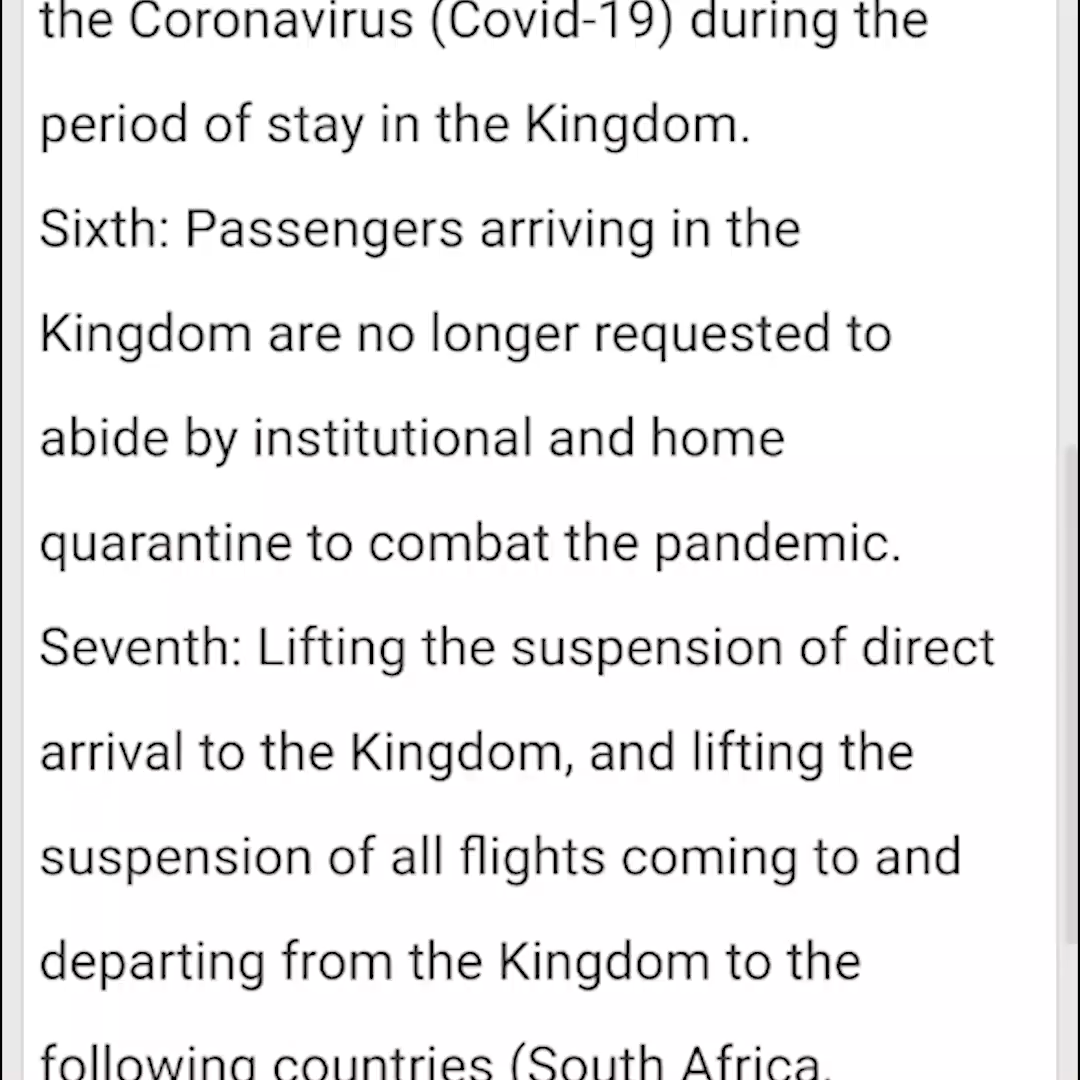 the Coronavirus (Covid-19) during the
period of stay in the Kingdom.
Sixth: Passengers arriving in the
Kingdom are no longer requested to
abide by institutional and home
quarantine to combat the pandemic.
Seventh: Lifting the suspension of direct
arrival to the Kingdom, and lifting the
suspension of all flights coming to and
departing from the Kingdom to the
following countries (South Africa,